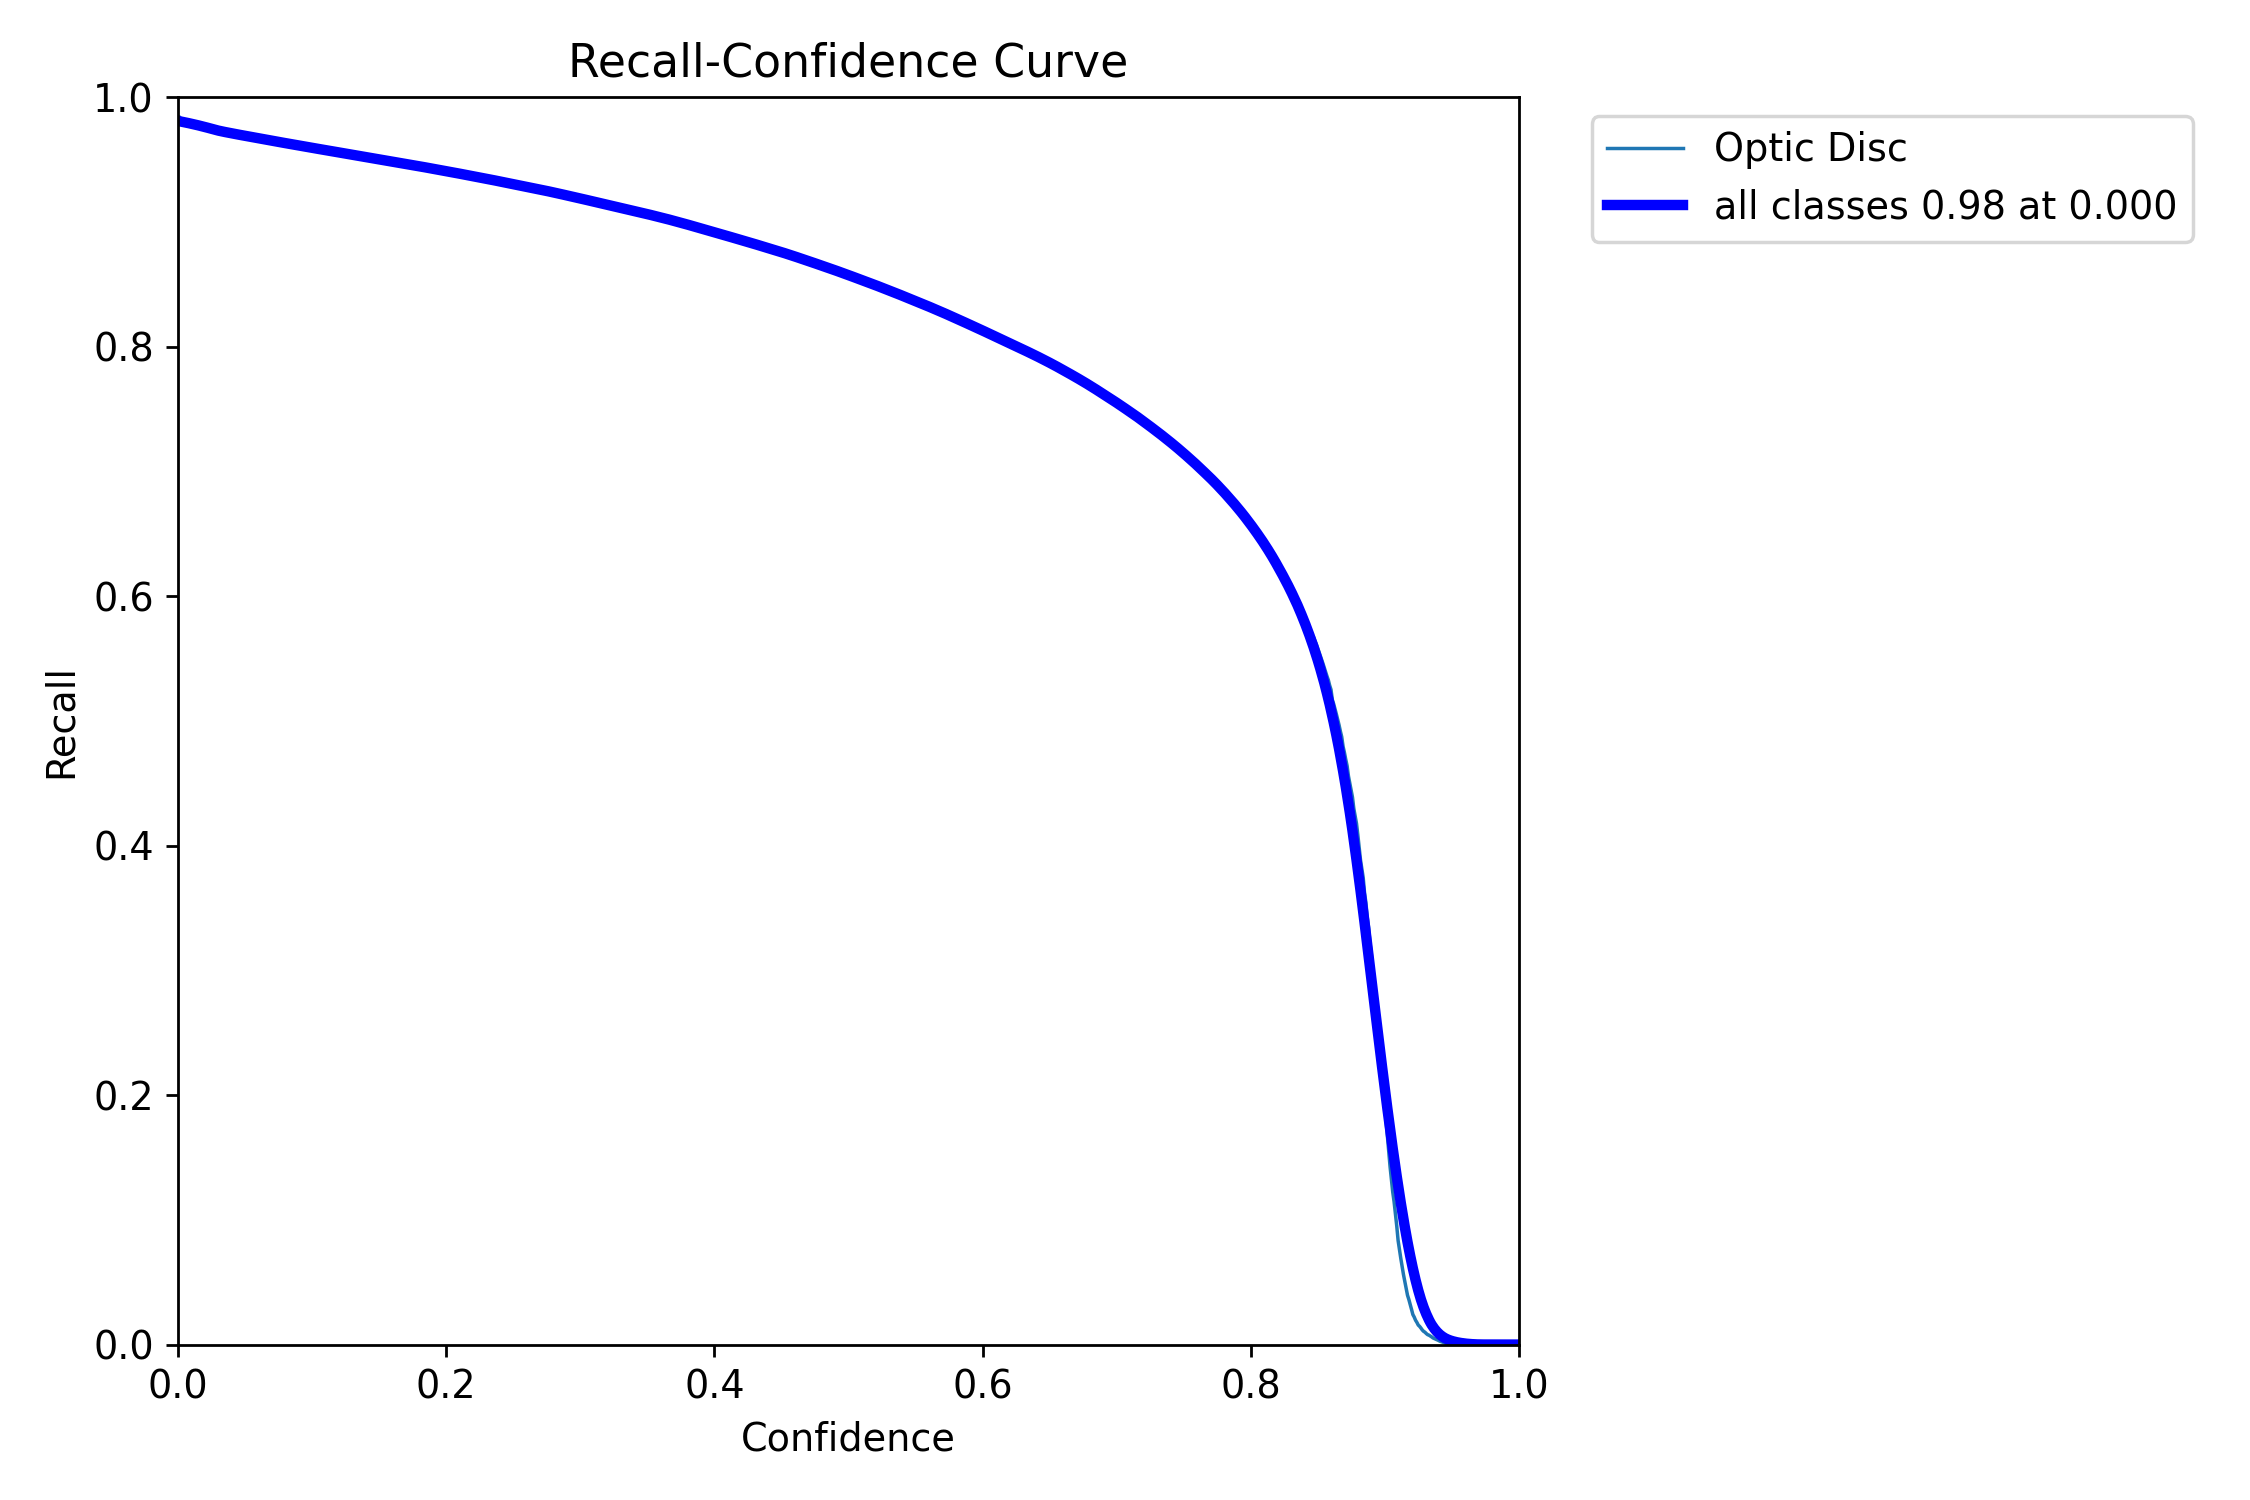 Recall-Confidence Curve
Optic Disc
all classes 0.98 at 0.000
1.0
0.8
0.6
0.4
0.2
0.0
Recall
0.0 0.2 0.4 0.6 0.8 1.0
Confidence